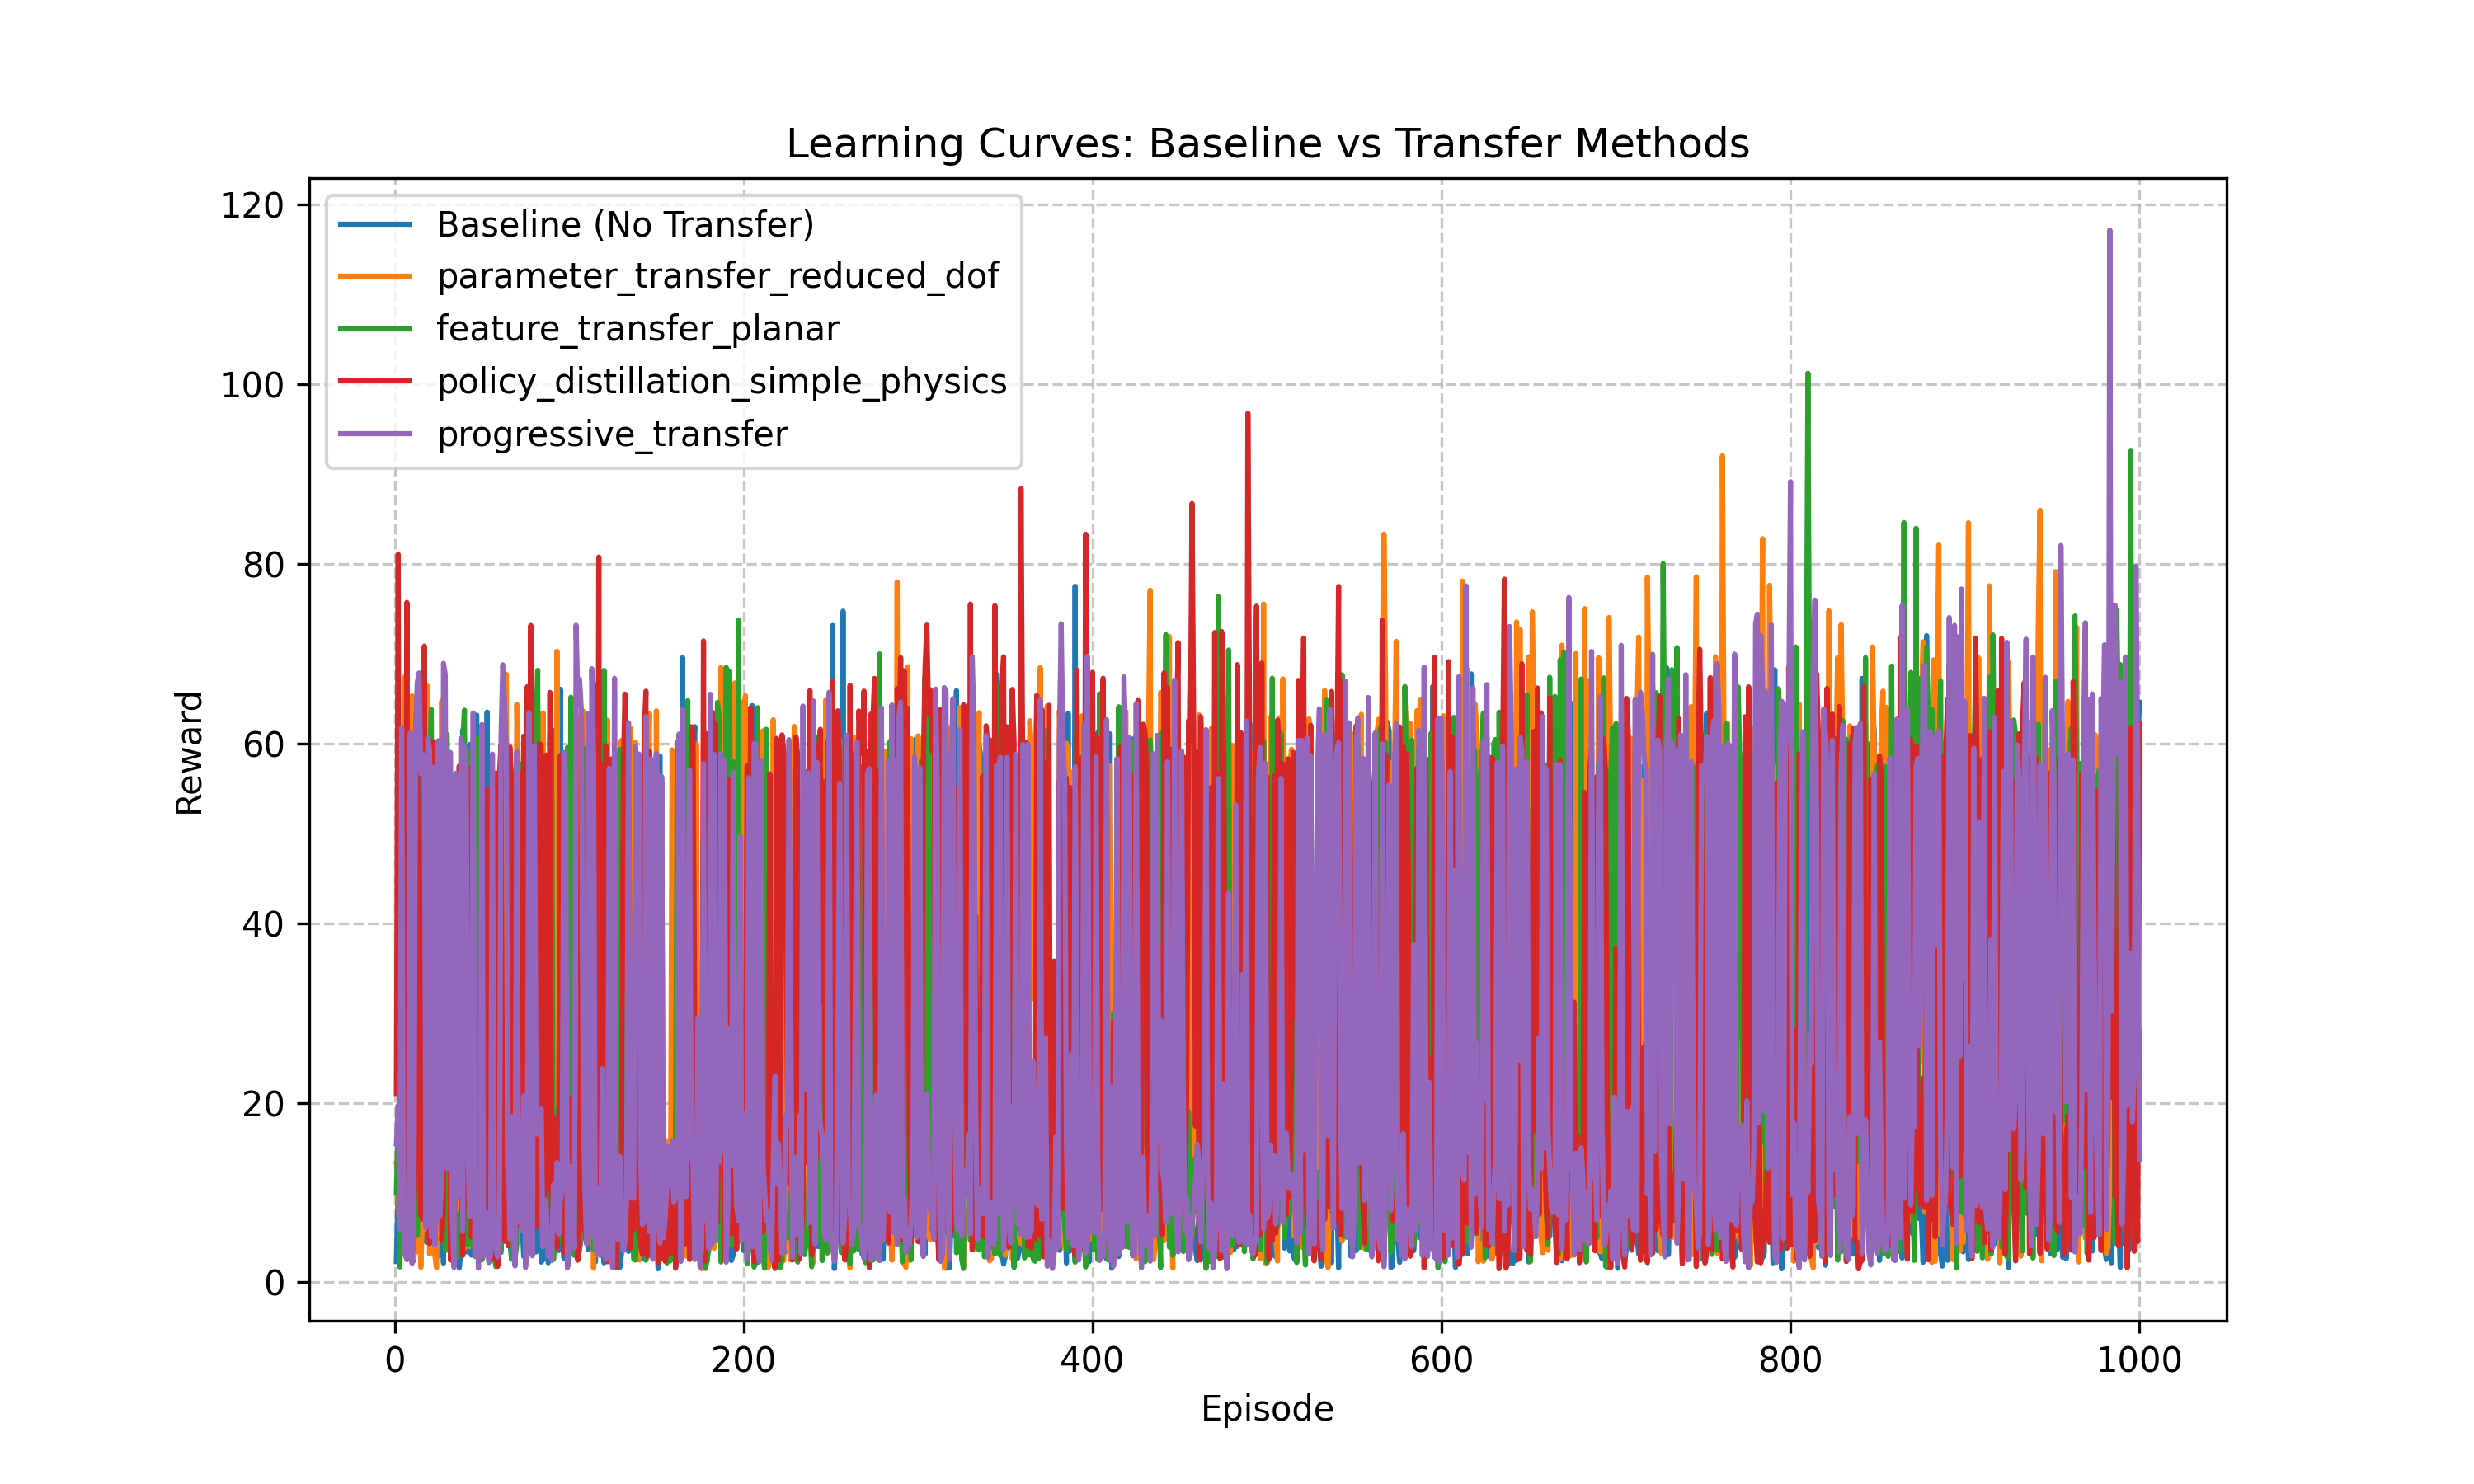 Learning Curves: Baseline vs Transfer Methods
120
100
80
60
40
20
0
Reward
Baseline (No Transfer)
parameter_transfer_reduced_dof
feature_transfer_planar
policy_distillation_simple_physics
progressive_transfer
0 200 400 600 800 1000
Episode